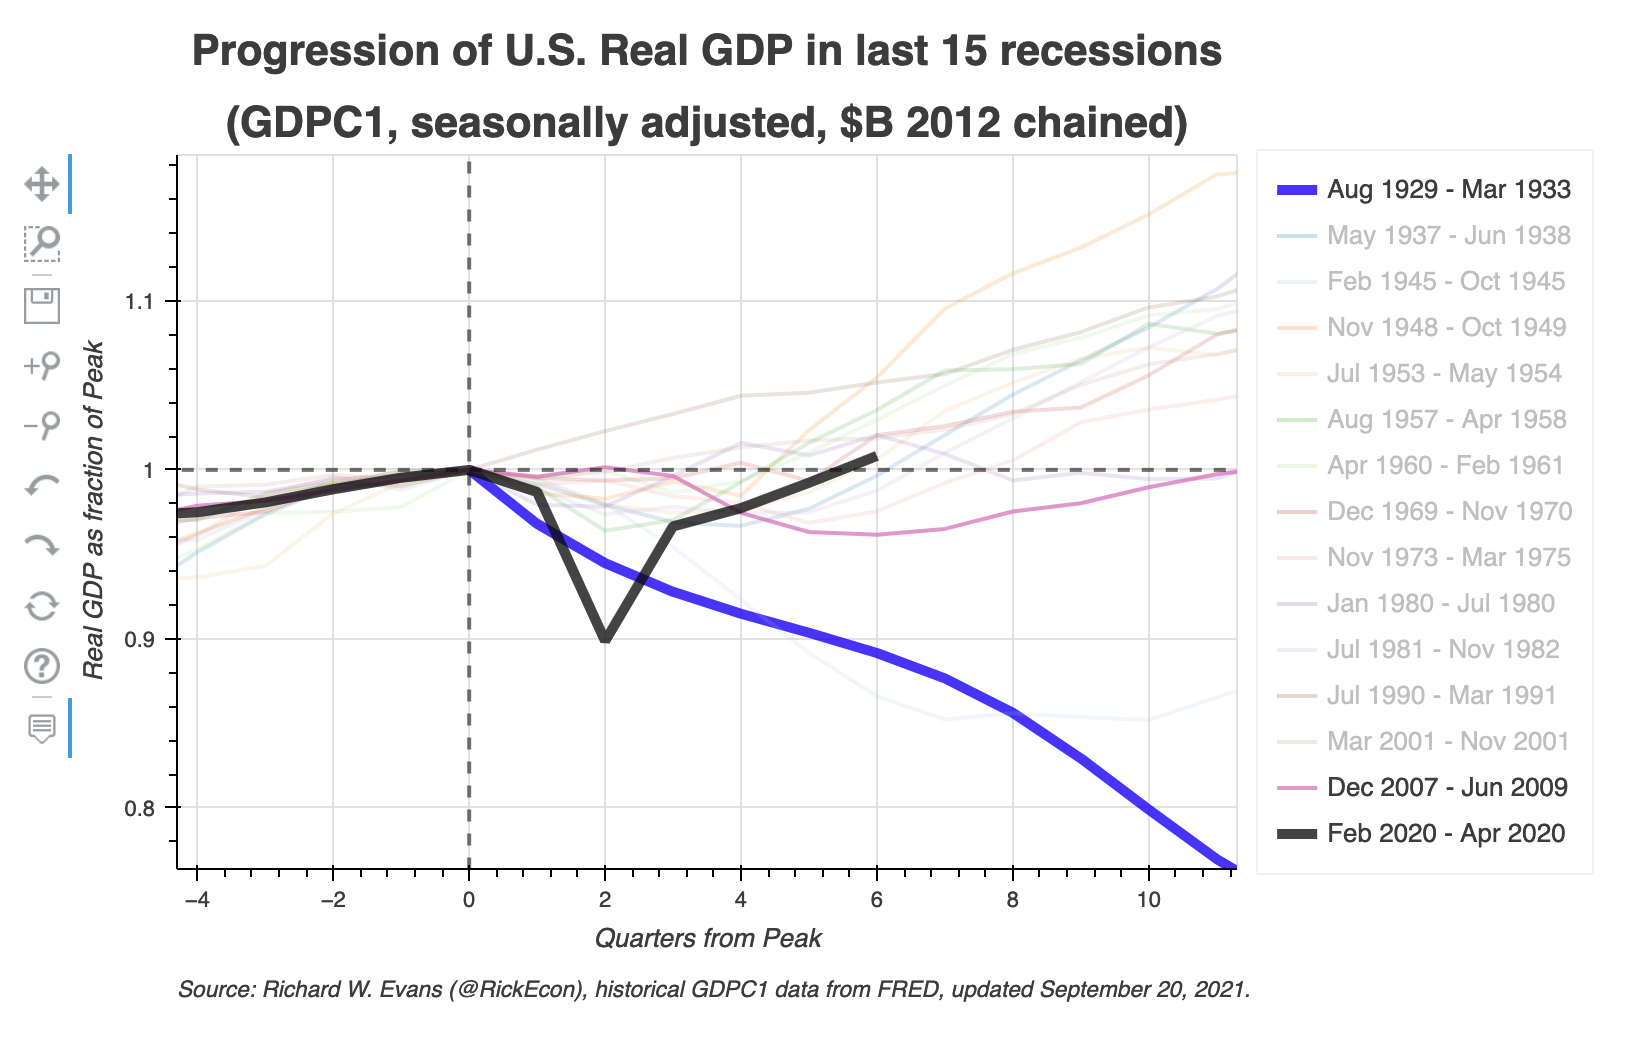 Progression of U.S. Real GDP in last 15 recessions
(GDPC1, seasonally adjusted, $B 2012 chained)
Real GDP as fraction of Peak
1.1
1
0.9
0.8
−4
−2
0
2
4
6
8
10
Quarters from Peak
Aug 1929 - Mar 1933
May 1937 - Jun 1938
Feb 1945 - Oct 1945
Nov 1948 - Oct 1949
Jul 1953 - May 1954
Aug 1957 - Apr 1958
Apr 1960 - Feb 1961
Dec 1969 - Nov 1970
Nov 1973 - Mar 1975
Jan 1980 - Jul 1980
Jul 1981 - Nov 1982
Jul 1990 - Mar 1991
Mar 2001 - Nov 2001
Dec 2007 - Jun 2009
Feb 2020 - Apr 2020
Source: Richard W. Evans (@RickEcon), historical GDPC1 data from FRED, updated September 20, 2021.